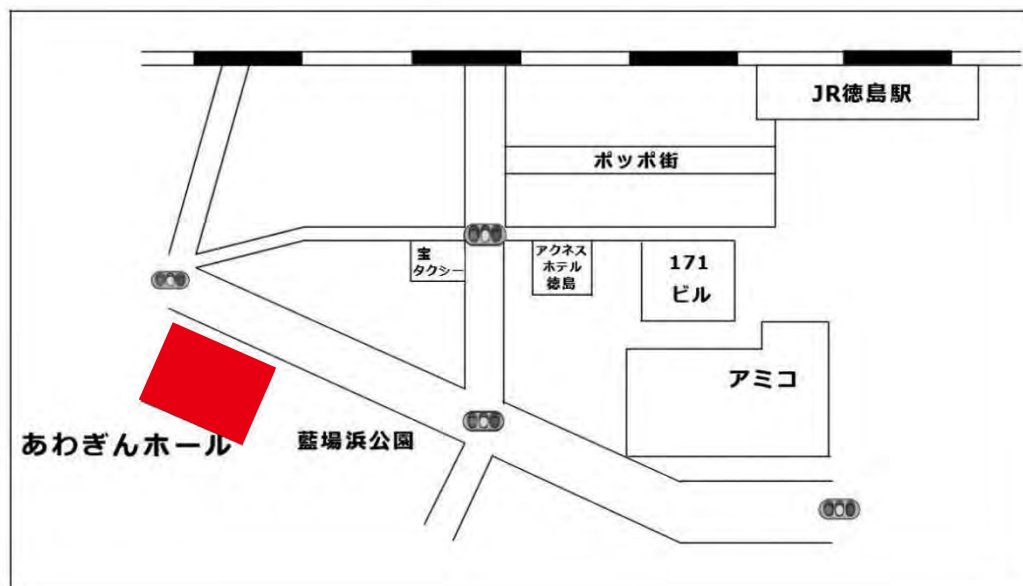 JR徳島駅
ポッポ街
宝
タクシー
アクネス
ホテル
徳島
171
ビル
アミコ
あわぎんホール
藍場浜公園